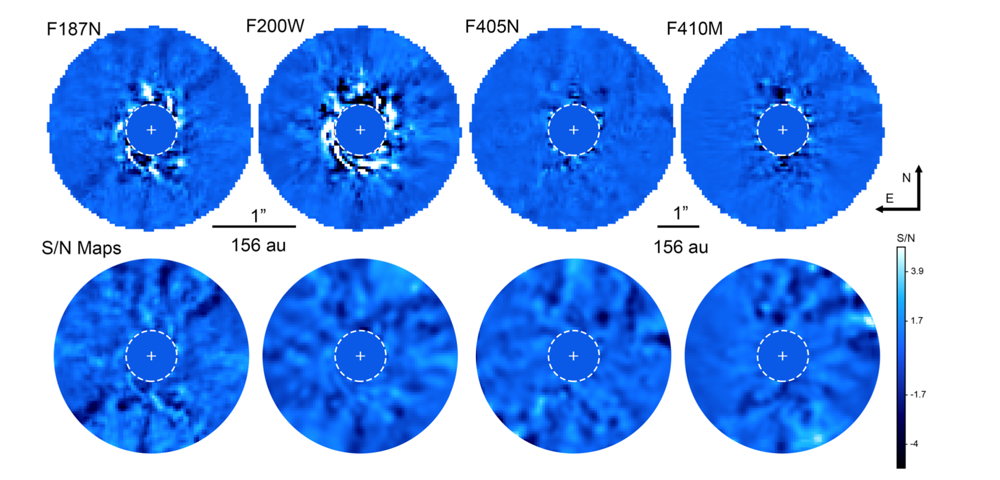 F187N
F200W
F405N
F410M
N
E
1”
1”
156 au
156 au
S/N Maps
S/N
3.9
1.7
-1.7
-4